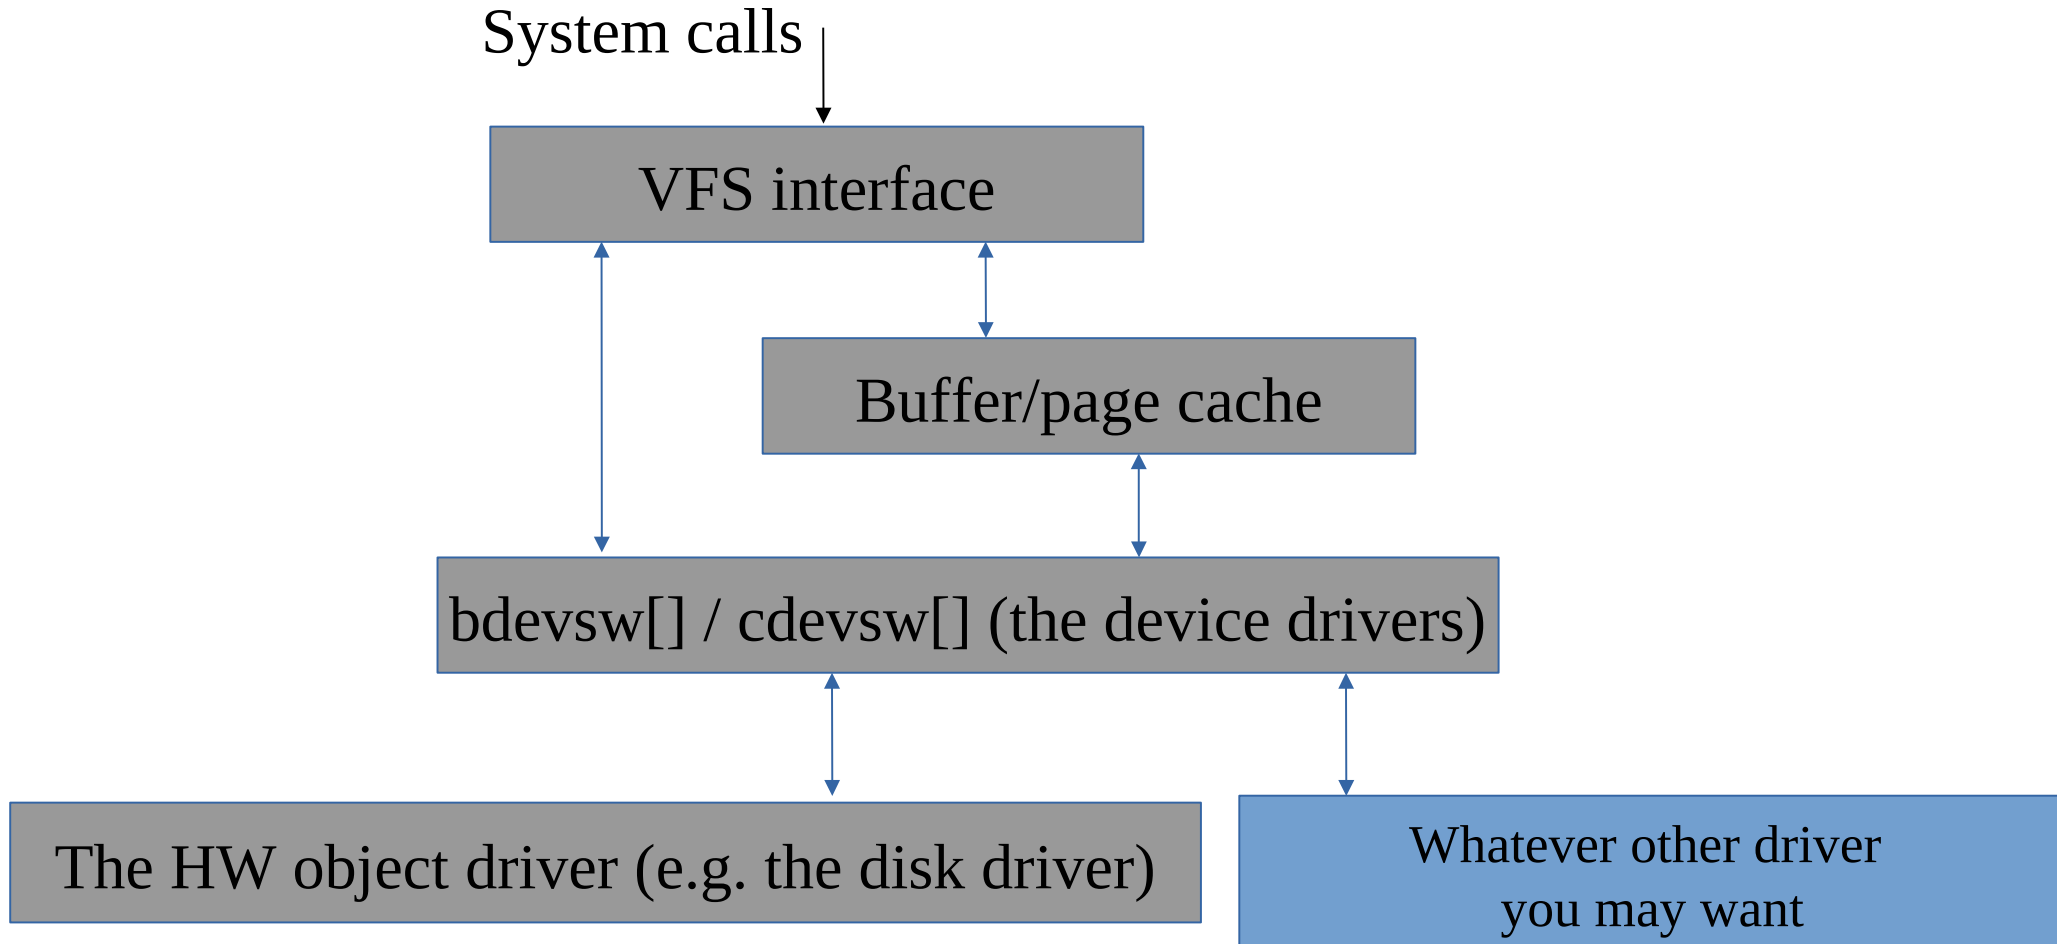 System calls
VFS interface
Buffer/page cache
bdevsw[] / cdevsw[] (the device drivers)
The HW object driver (e.g. the disk driver)
Whatever other driver
you may want